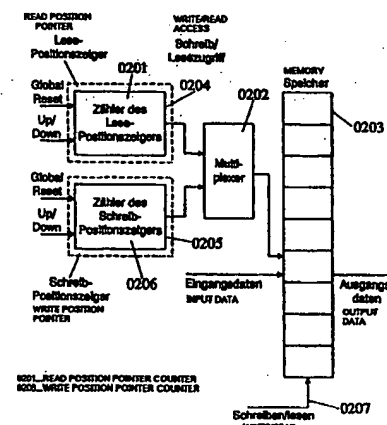 READ POSITION
POINTER
Lese-
Positionszeiger
WRITE/READ
ACCESS
Schreib/
Lesezugriff
0201
0204
0202
MEMORY
Speicher
0203
Global
Reset
Up/
Down
Zähler des
Lese-
Positionszeigers
Multi-
plexer
Global
Reset
Up/
Down
Zähler des
Schreib-
Positionszeigers
0205
0206
Schreib-
Positionszeiger
WRITE POSITION
POINTER
Eingangedaten
INPUT DATA
Ausgangs
daten
OUTPUT
DATA
0201...READ POSITION POINTER COUNTER
0205...WRITE POSITION POINTER COUNTER
0207
Schreiben/lesen